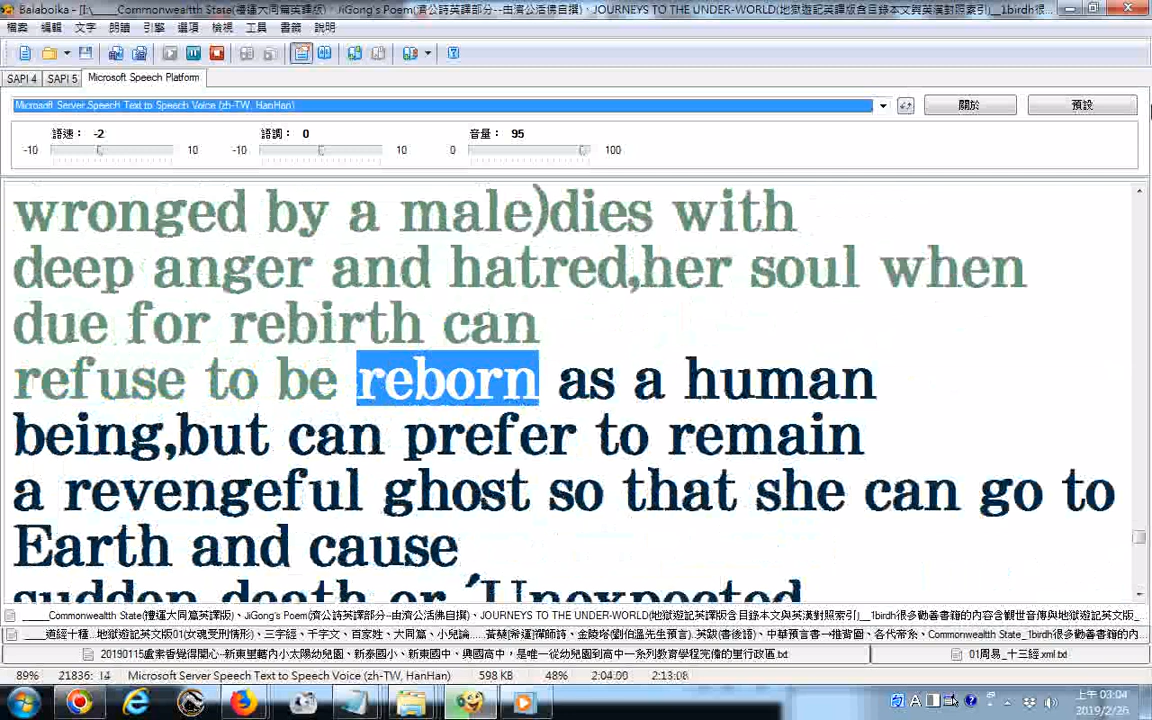 Balabolka - [I:\_____Commonwealtth State(禮運大同篇英譯版)、JiGong's Poem(濟公詩英譯部分--由濟公活佛自撰)、JOURNEYS TO THE UNDER-WORLD(地獄遊記英譯版含目錄本文與英漢對照索引)__1birdh很...
檔案 編輯 文字 朗讀 引擎 選項 檢視 工具 書籤 說明
SAPI 4 SAPI 5 Microsoft Speech Platform
Microsoft Server Speech Text to Speech Voice (zh-TW, HanHan)
關於 預設
語速： -2 語調： 0 音量： 95
-10 10 -10 10 0 100
wronged by a male)dies with
deep anger and hatred,her soul when
due for rebirth can
refuse to be reborn as a human
being,but can prefer to remain
a revengeful ghost so that she can go to
Earth and cause
sudden death or 'Unexpected
_____Commonwealtth State(禮運大同篇英譯版)、JiGong's Poem(濟公詩英譯部分--由濟公活佛自撰)、JOURNEYS TO THE UNDER-WORLD(地獄遊記英譯版含目錄本文與英漢對照索引)__1birdh很多勸善書籍的內容含觀世音傳與地獄遊記英文版...
20190115盧素香覺得開心--新東里轄內小太陽幼兒園、新泰國小、新東國中、興國高中，是唯一從幼兒園到高中一系列教育學程完備的里行政區.txt 01周易_十三經.xml.txt
89% 21836: 14 Microsoft Server Speech Text to Speech Voice (zh-TW, HanHan) 598 KB 48% 2:04:00 2:13:08
上午 03:04
2019/2/26